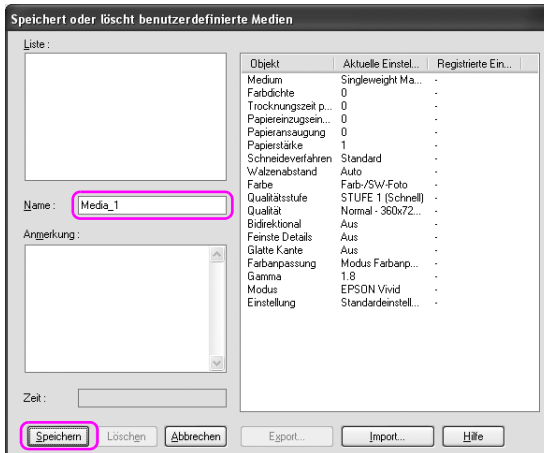 Speichert oder löscht benutzerdefinierte Medien
Liste :
Name :
Media_1
Anmerkung :
Zeit :
Objekt Aktuelle Einstel... Registrierte Ein...
Medium Singleweight Ma... -
Farbdichte 0 -
Trocknungszeit p... 0 -
Papiereinzugsein... 0 -
Papieransaugung 0 -
Papierstärke 1 -
Schneideverfahren Standard -
Walzenabstand Auto -
Farbe Farb-/SW-Foto -
Qualitätsstufe STUFE 1 (Schnell) -
Qualität Normal - 360x72... -
Bidirektional Aus -
Feinste Details Aus -
Glatte Kante Aus -
Farbanpassung Modus Farbanp... -
Gamma 1.8 -
Modus EPSON Vivid -
Einstellung Standardeinstell... -
Speichern Löschen Abbrechen Export... Import... Hilfe